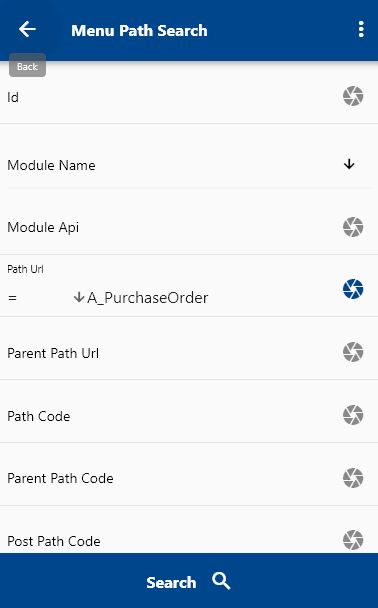 Menu Path Search
Back
Id
Module Name
Module Api
Path Url
= A_PurchaseOrder
Parent Path Url
Path Code
Parent Path Code
Post Path Code
Search